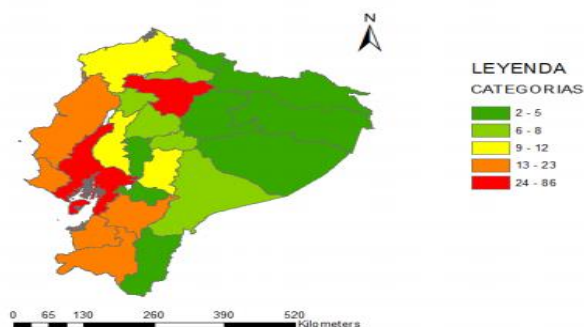 N
LEYENDA
CATEGORIAS
2 - 5
6 - 8
9 - 12
13 - 23
24 - 86
0 65 130 260 390 520
Kilometers